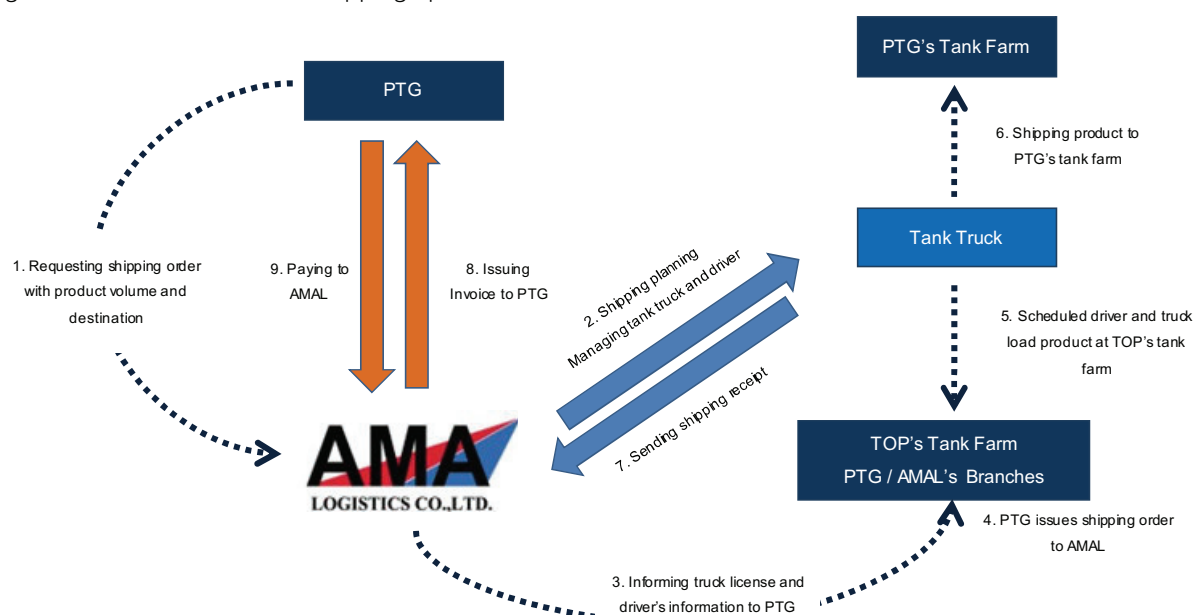 PTG's Tank Farm
PTG
6. Shipping product to
PTG's tank farm
Tank Truck
1. Requesting shipping order
with product volume and
destination
9. Paying to
AMAL
8. Issuing
Invoice to PTG
2. Shipping planning
Managing tank truck and driver
7. Sending shipping receipt
5. Scheduled driver and truck
load product at TOP's tank
farm
AMA
LOGISTICS CO.,LTD.
TOP's Tank Farm
PTG / AMAL's Branches
4. PTG issues shipping order
to AMAL
3. Informing truck license and
driver's information to PTG